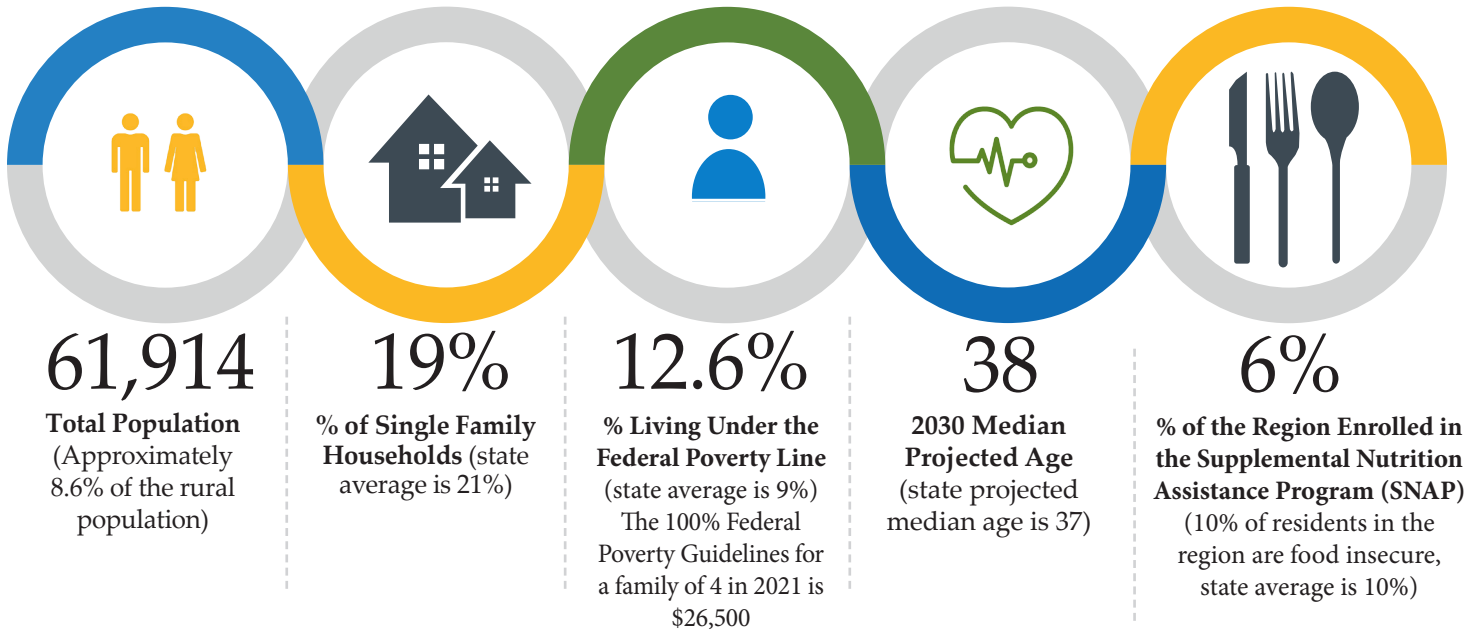 61,914
Total Population
(Approximately
8.6% of the rural
population)
19%
% of Single Family
Households (state
average is 21%)
12.6%
% Living Under the
Federal Poverty Line
(state average is 9%)
The 100% Federal
Poverty Guidelines for
a family of 4 in 2021 is
$26,500
38
2030 Median
Projected Age
(state projected
median age is 37)
6%
% of the Region Enrolled in
the Supplemental Nutrition
Assistance Program (SNAP)
(10% of residents in the
region are food insecure,
state average is 10%)